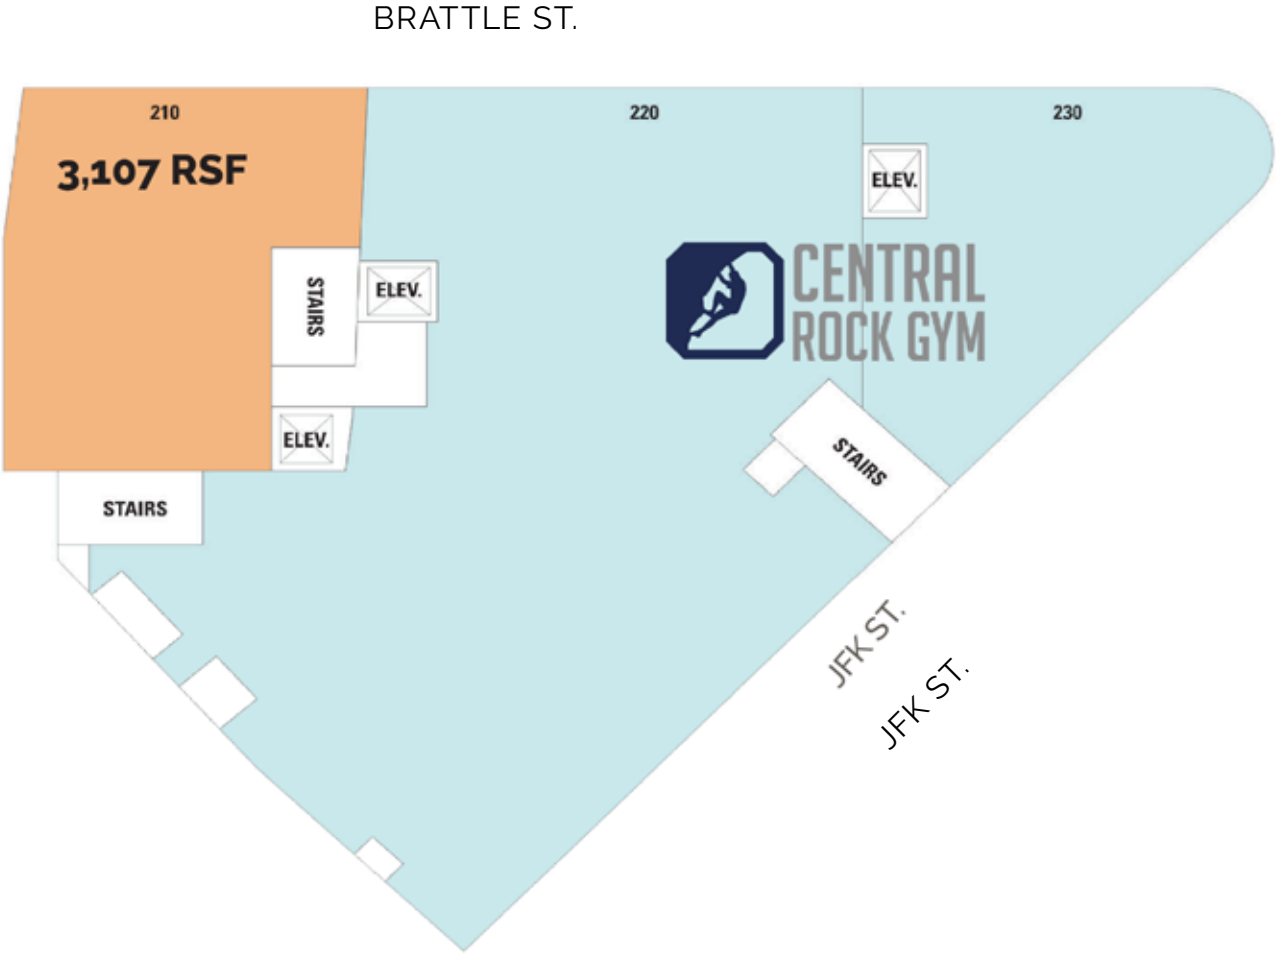 BRATTLE ST.
210
220
230
3,107 RSF
ELEV.
CENTRAL
ROCK GYM
STAIRS
ELEV.
ELEV.
STAIRS
STAIRS
JFK ST.
JFK ST.